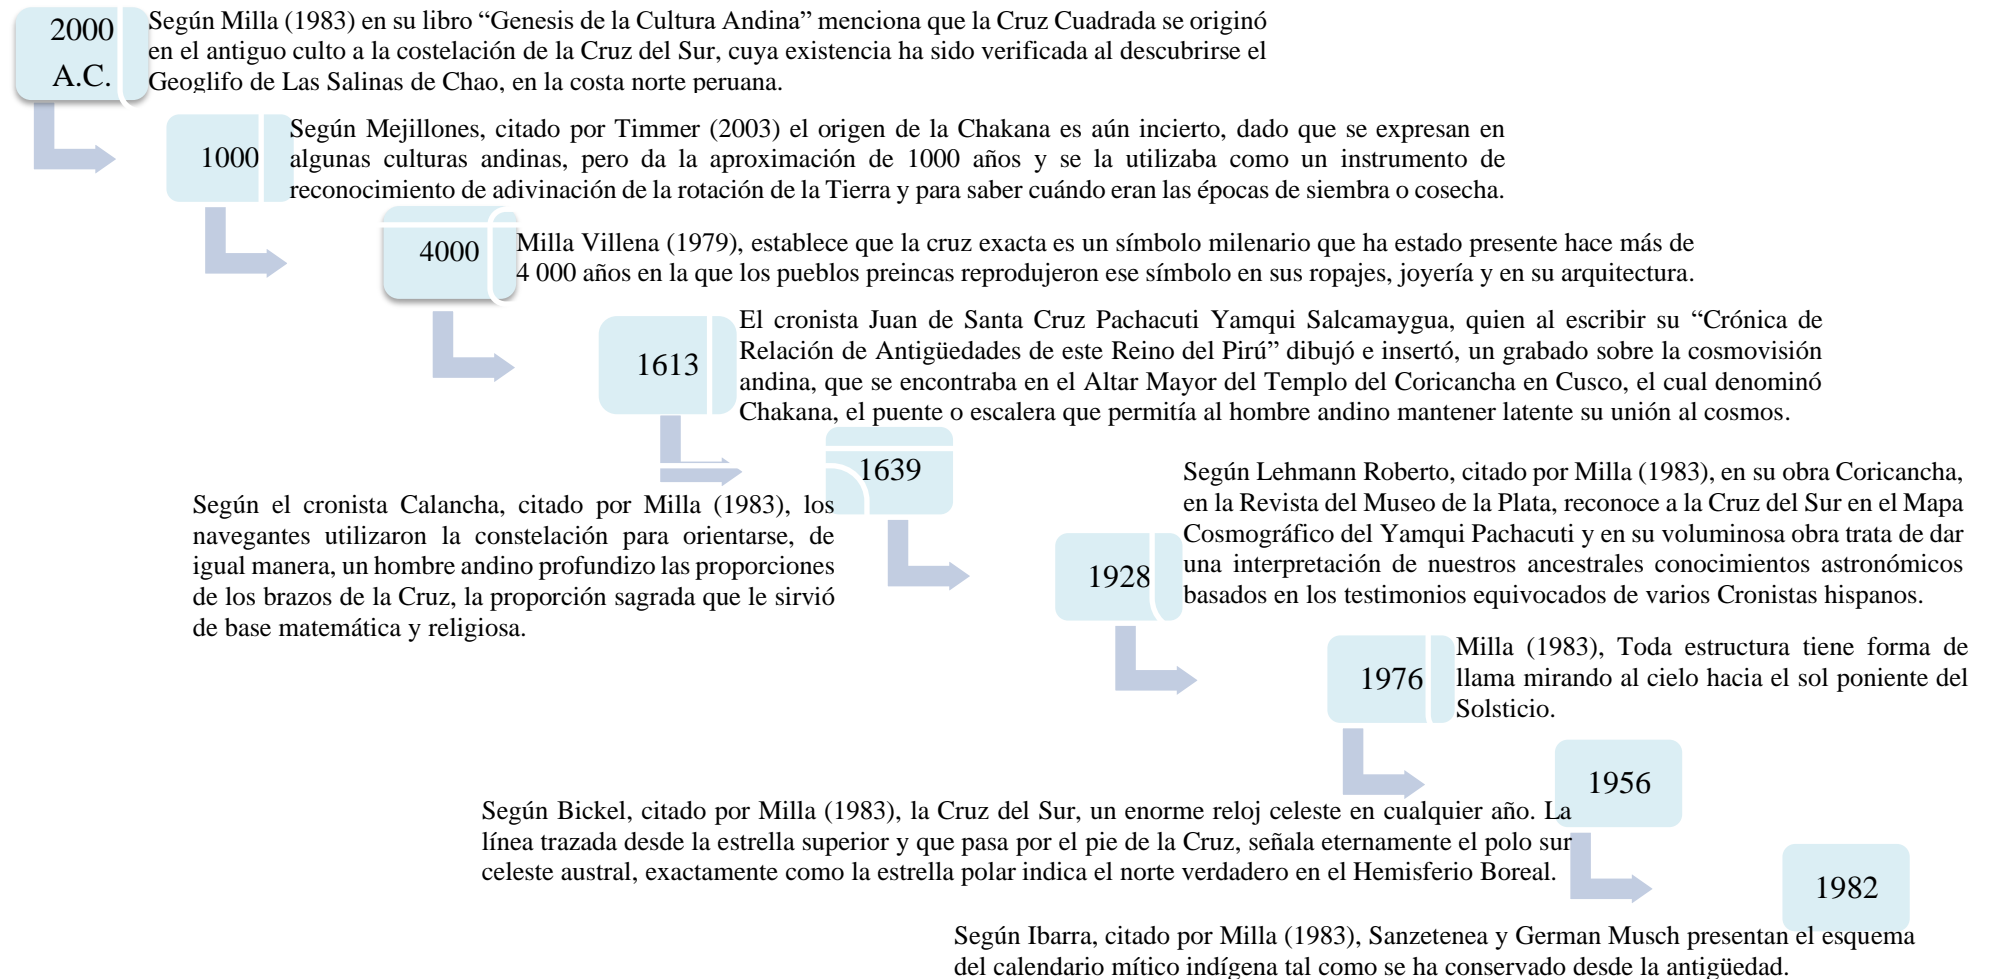 2000
A.C.
Según Milla (1983) en su libro “Genesis de la Cultura Andina” menciona que la Cruz Cuadrada se originó
en el antiguo culto a la costelación de la Cruz del Sur, cuya existencia ha sido verificada al descubrirse el
Geoglifo de Las Salinas de Chao, en la costa norte peruana.
1000
Según Mejillones, citado por Timmer (2003) el origen de la Chakana es aún incierto, dado que se expresan en
algunas culturas andinas, pero da la aproximación de 1000 años y se la utilizaba como un instrumento de
reconocimiento de adivinación de la rotación de la Tierra y para saber cuándo eran las épocas de siembra o cosecha.
4000
Milla Villena (1979), establece que la cruz exacta es un símbolo milenario que ha estado presente hace más de
4 000 años en la que los pueblos preincas reprodujeron ese símbolo en sus ropajes, joyería y en su arquitectura.
1613
El cronista Juan de Santa Cruz Pachacuti Yamqui Salcamaygua, quien al escribir su “Crónica de
Relación de Antigüedades de este Reino del Pirú” dibujó e insertó, un grabado sobre la cosmovisión
andina, que se encontraba en el Altar Mayor del Templo del Coricancha en Cusco, el cual denominó
Chakana, el puente o escalera que permitía al hombre andino mantener latente su unión al cosmos.
1639
Según el cronista Calancha, citado por Milla (1983), los
navegantes utilizaron la constelación para orientarse, de
igual manera, un hombre andino profundizo las proporciones
de los brazos de la Cruz, la proporción sagrada que le sirvió
de base matemática y religiosa.
1928
Según Lehmann Roberto, citado por Milla (1983), en su obra Coricancha,
en la Revista del Museo de la Plata, reconoce a la Cruz del Sur en el Mapa
Cosmográfico del Yamqui Pachacuti y en su voluminosa obra trata de dar
una interpretación de nuestros ancestrales conocimientos astronómicos
basados en los testimonios equivocados de varios Cronistas hispanos.
1976
Milla (1983), Toda estructura tiene forma de
llama mirando al cielo hacia el sol poniente del
Solsticio.
1956
Según Bickel, citado por Milla (1983), la Cruz del Sur, un enorme reloj celeste en cualquier año. La
línea trazada desde la estrella superior y que pasa por el pie de la Cruz, señala eternamente el polo sur
celeste austral, exactamente como la estrella polar indica el norte verdadero en el Hemisferio Boreal.
1982
Según Ibarra, citado por Milla (1983), Sanzetenea y German Musch presentan el esquema
del calendario mítico indígena tal como se ha conservado desde la antigüedad.